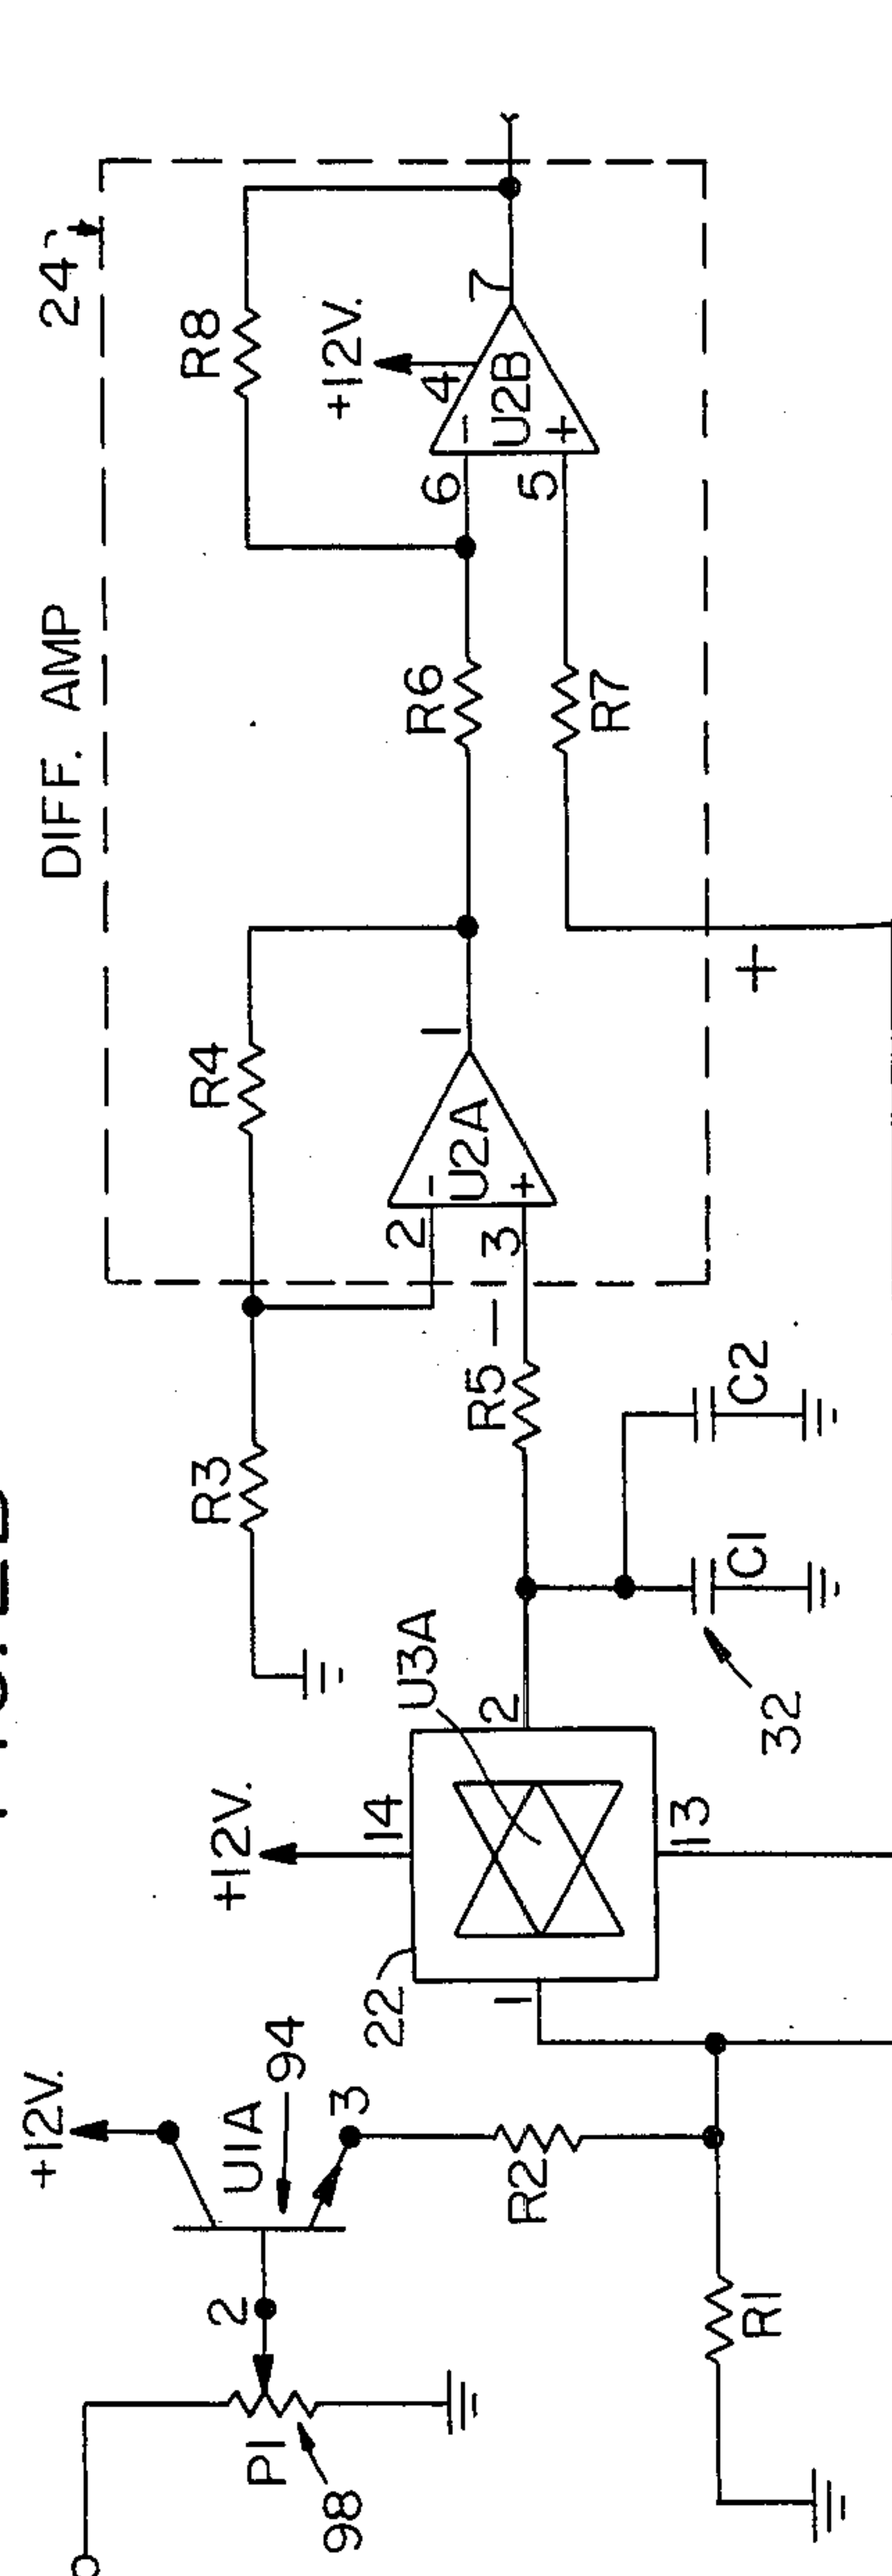 24
DIFF. AMP
R8
+12V.
4
7
U2B
-
+
6
5
R6
R7
R4
1
U2A
-
+
2
3
+
-
R5
R3
C2
C1
32
U3A
2
+12V.
14
13
22
1
+12V.
U1A
94
3
2
R2
R1
P1
98